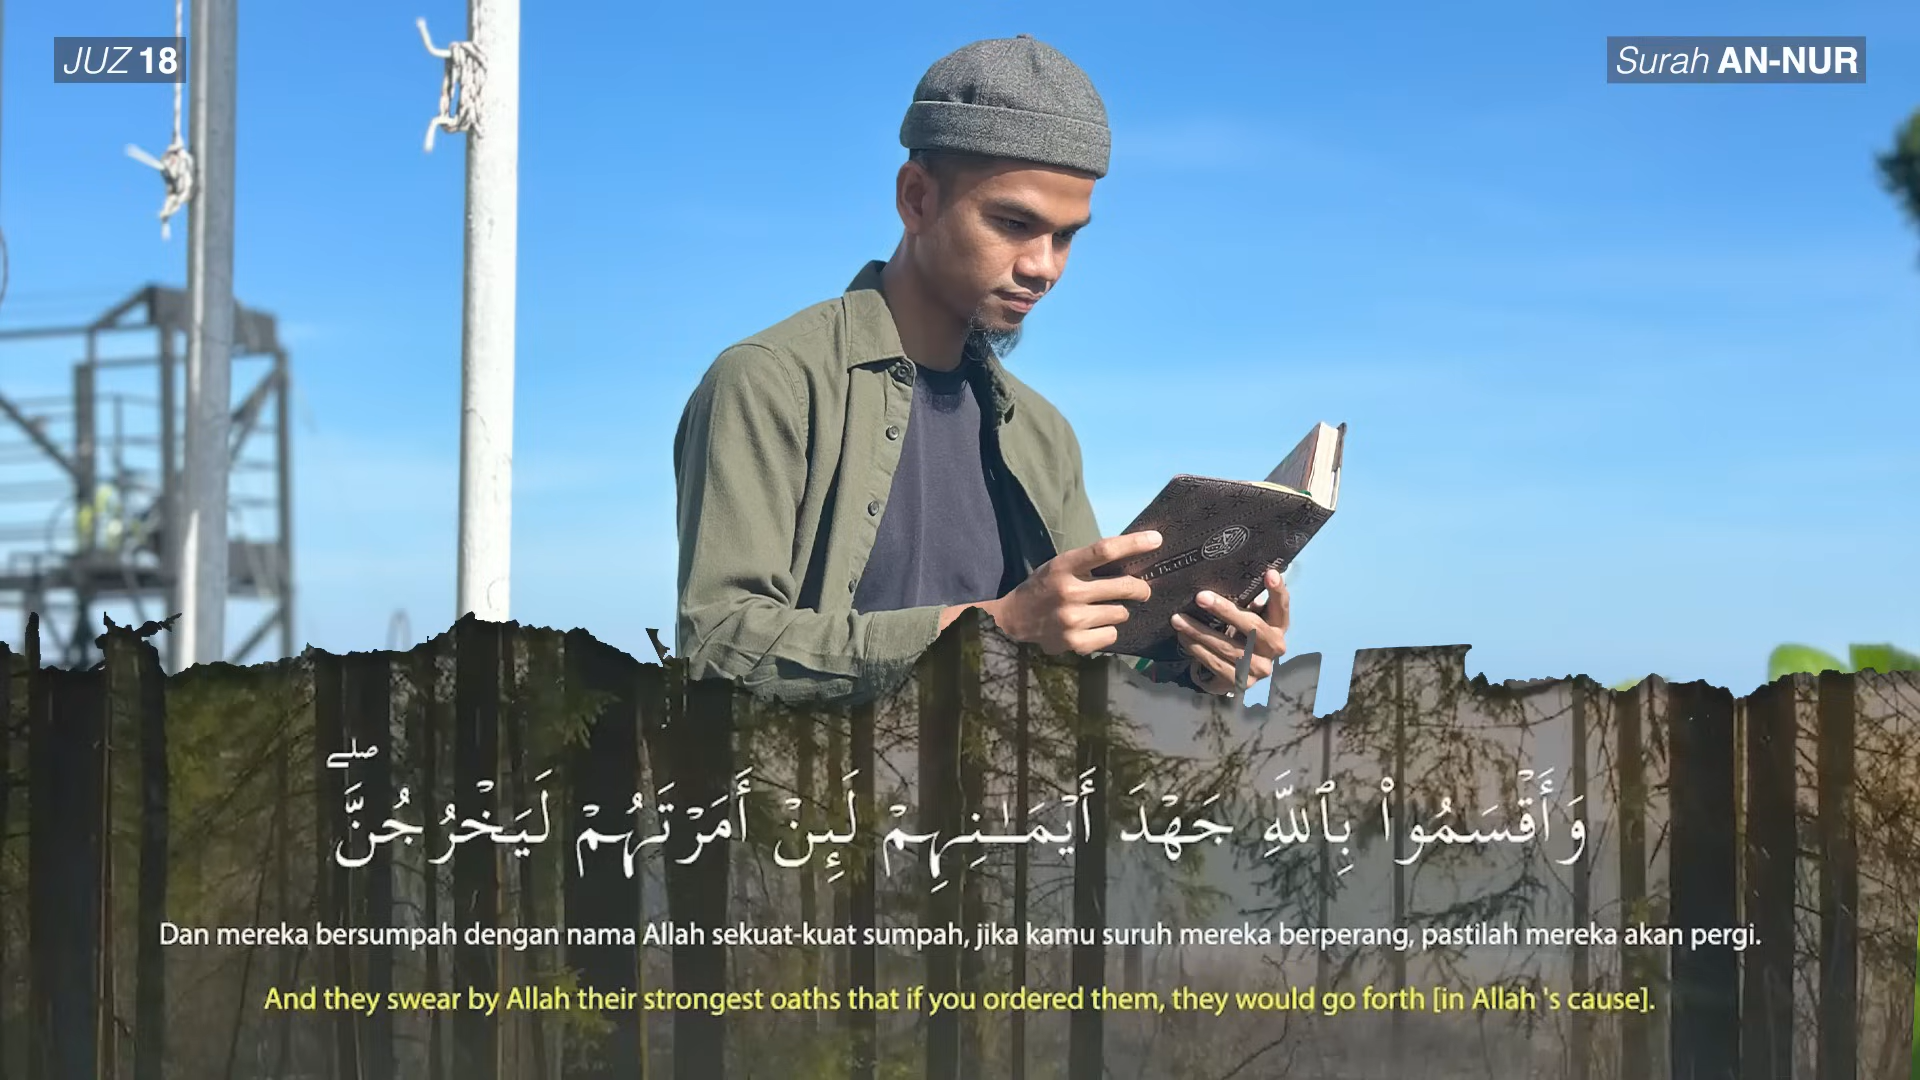 JUZ 18
Surah AN-NUR
وَأَقْسَمُوا۟ بِٱللَّهِ جَهْدَ أَيْمَـٰنِهِمْ لَئِنْ أَمَرْتَهُمْ لَيَخْرُجُنَّ ۖ
Dan mereka bersumpah dengan nama Allah sekuat-kuat sumpah, jika kamu suruh mereka berperang, pastilah mereka akan pergi.
And they swear by Allah their strongest oaths that if you ordered them, they would go forth [in Allah 's cause].